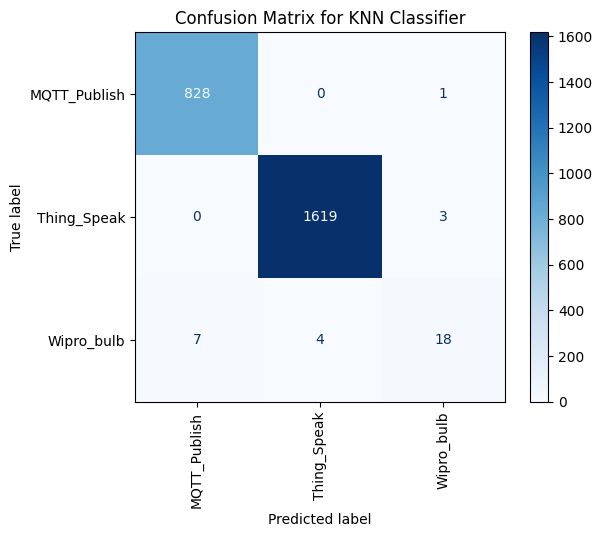 Confusion Matrix for KNN Classifier
True label
MQTT_Publish 828 0 1
Thing_Speak 0 1619 3
Wipro_bulb 7 4 18
MQTT_Publish Thing_Speak Wipro_bulb
Predicted label
1600
1400
1200
1000
800
600
400
200
0